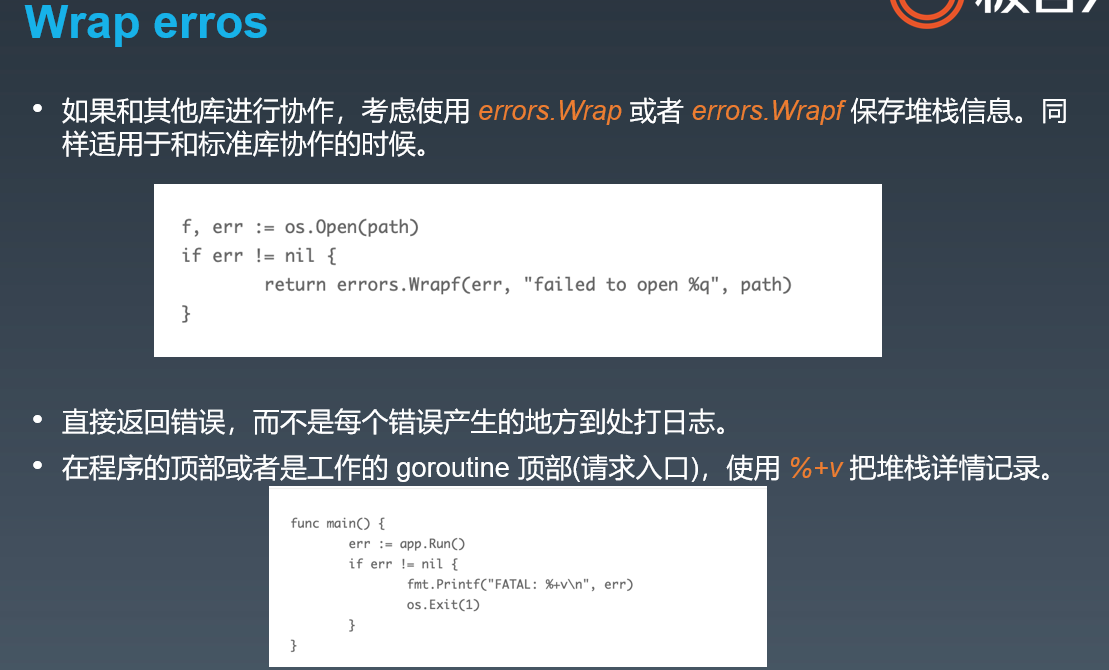 Wrap erros
• 如果和其他库进行协作，考虑使用 errors.Wrap 或者 errors.Wrapf 保存堆栈信息。同
样适用于和标准库协作的时候。
f, err := os.Open(path)
if err != nil {
        return errors.Wrapf(err, "failed to open %q", path)
}
• 直接返回错误，而不是每个错误产生的地方到处打日志。
• 在程序的顶部或者是工作的 goroutine 顶部(请求入口)，使用 %+v 把堆栈详情记录。
func main() {
        err := app.Run()
        if err != nil {
                fmt.Printf("FATAL: %+v\n", err)
                os.Exit(1)
        }
}